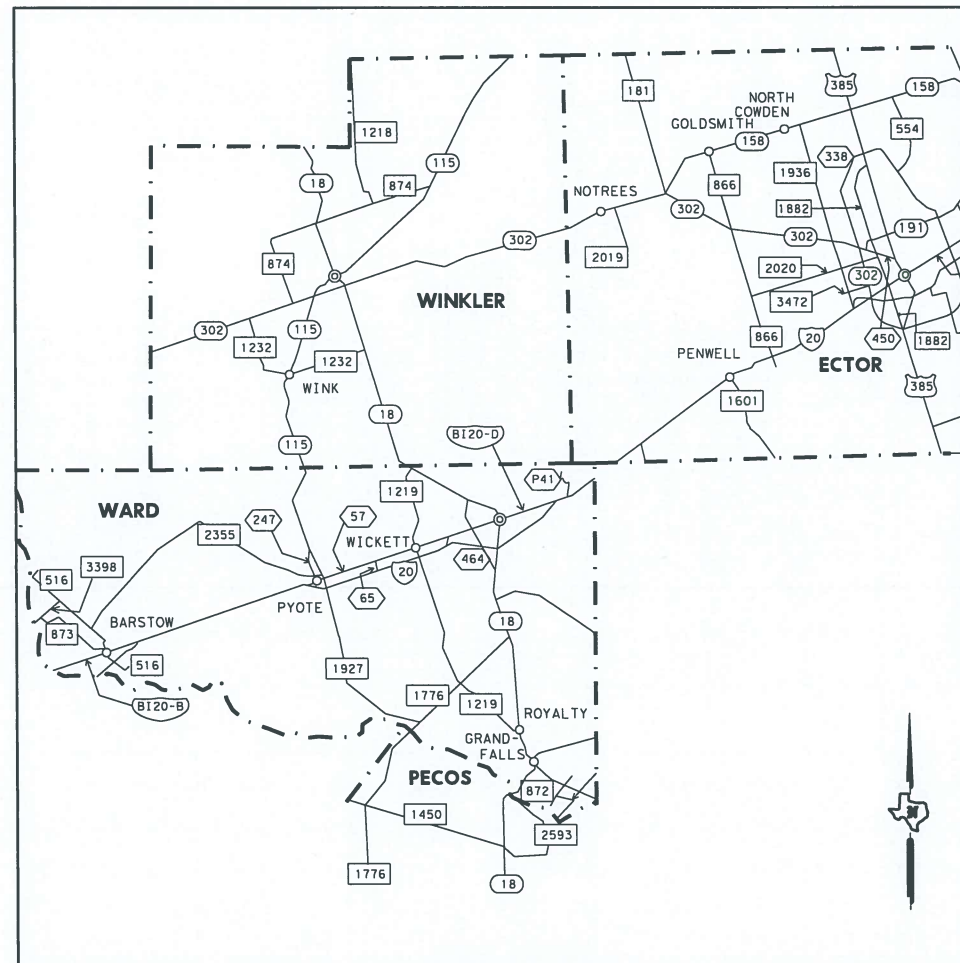 181
385
158
NORTH
COWDEN
GOLDSMITH
158
554
1218
115
338
18
874
866
1936
NOTREES
302
1882
191
302
302
874
2019
2020
302
3472
WINKLER
302
115
866
20
450
1882
1232
1232
PENWELL
ECTOR
WINK
385
1601
18
115
BI20-D
P41
1219
WARD
247
57
2355
WICKETT
464
20
3398
516
65
PYOTE
BARSTOW
18
873
516
1927
1776
BI20-B
1219
ROYALTY
GRAND-
FALLS
PECOS
872
1450
2593
1776
18